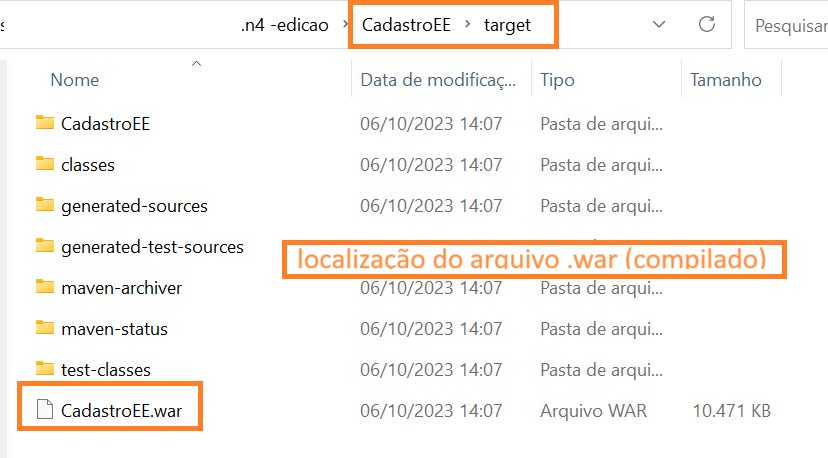 .n4 -edicao > CadastroEE > target Pesquisar
Nome Data de modificaç... Tipo Tamanho
CadastroEE 06/10/2023 14:07 Pasta de arqui...
classes 06/10/2023 14:07 Pasta de arqui...
generated-sources 06/10/2023 14:07 Pasta de arqui...
generated-test-sources
localização do arquivo .war (compilado)
maven-archiver 06/10/2023 14:07 Pasta de arqui...
maven-status 06/10/2023 14:07 Pasta de arqui...
test-classes 06/10/2023 14:07 Pasta de arqui...
CadastroEE.war 06/10/2023 14:07 Arquivo WAR 10.471 KB